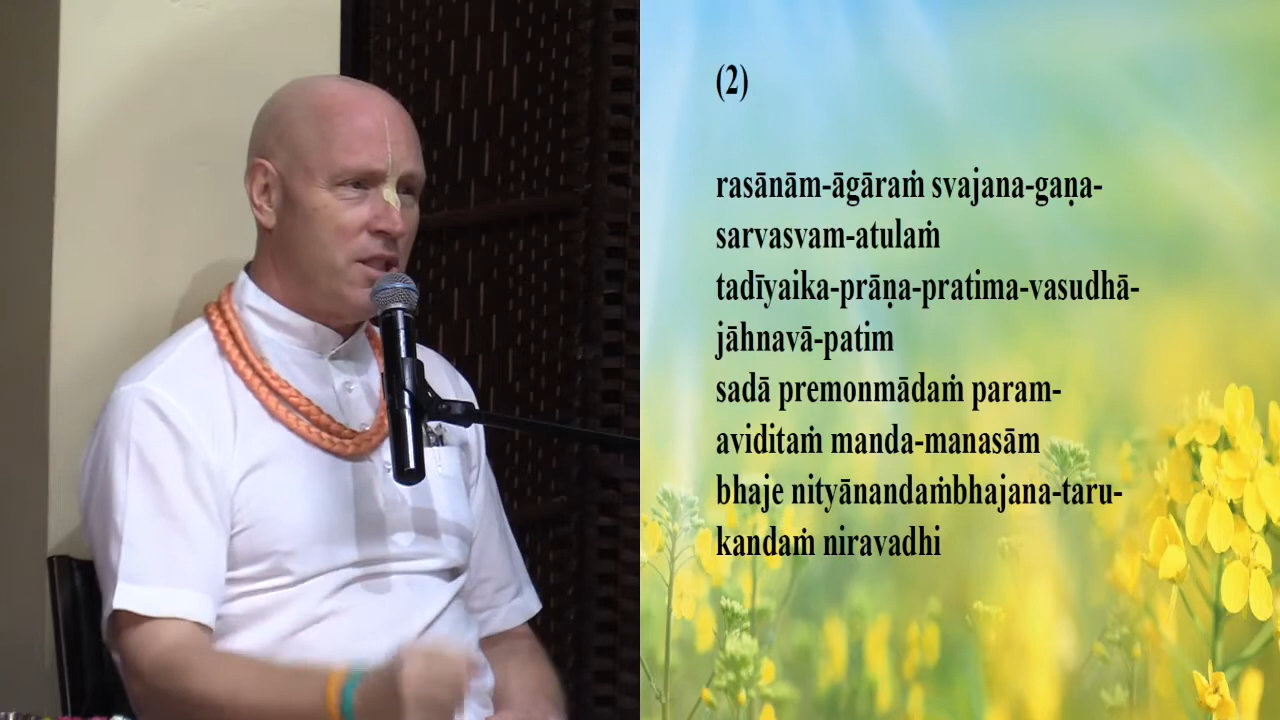 (2)
rasānām-āgāraṁ svajana-gaṇa-
sarvasvam-atulaṁ
tadīyaika-prāṇa-pratima-vasudhā-
jāhnavā-patim
sadā premonmādaṁ param-
aviditaṁ manda-manasām
bhaje nityānandaṁbhajana-taru-
kandaṁ niravadhi